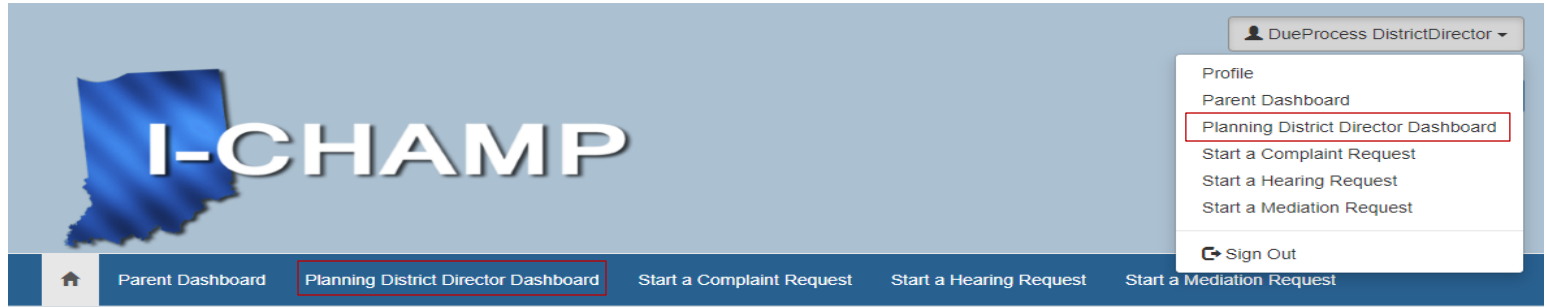 DueProcess DistrictDirector
Profile
Parent Dashboard
Planning District Director Dashboard
Start a Complaint Request
Start a Hearing Request
Start a Mediation Request
Sign Out
I-CHAMP
Parent Dashboard Planning District Director Dashboard Start a Complaint Request Start a Hearing Request Start a Mediation Request